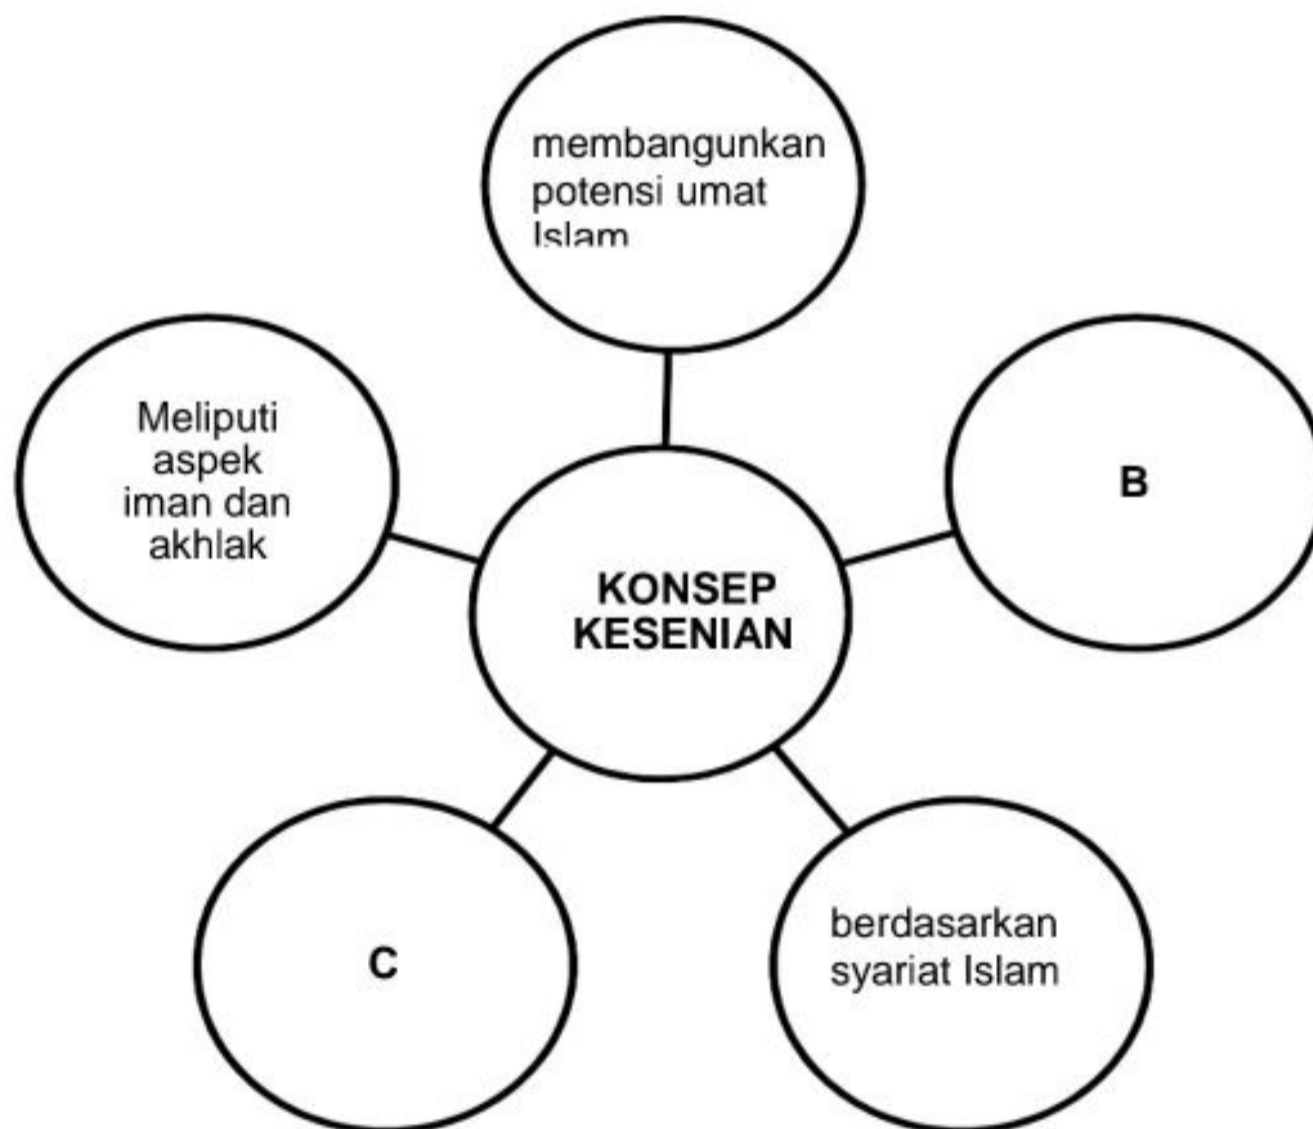 membangunkan
potensi umat
Islam
Meliputi
aspek
iman dan
akhlak
B
KONSEP
KESENIAN
C
berdasarkan
syariat Islam